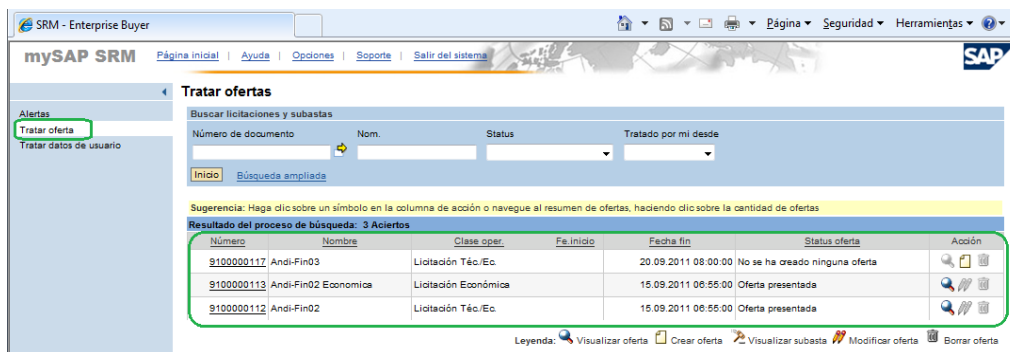 SRM - Enterprise Buyer
Página Seguridad Herramientas
mySAP SRM Página inicial | Ayuda | Opciones | Soporte | Salir del sistema SAP
Tratar ofertas
Alertas
Tratar oferta
Tratar datos de usuario
Buscar licitaciones y subastas
Número de documento Nom. Status Tratado por mi desde
Inicio Búsqueda ampliada
Sugerencia: Haga clic sobre un símbolo en la columna de acción o navegue al resumen de ofertas, haciendo clic sobre la cantidad de ofertas
Resultado del proceso de búsqueda: 3 Aciertos
Número Nombre Clase oper. Fe.inicio Fecha fin Status oferta Acción
9100000117 Andi-Fin03 Licitación Téc./Ec. 20.09.2011 08:00:00 No se ha creado ninguna oferta
9100000113 Andi-Fin02 Economica Licitación Económica 15.09.2011 06:55:00 Oferta presentada
9100000112 Andi-Fin02 Licitación Téc./Ec. 15.09.2011 06:55:00 Oferta presentada
Leyenda: Visualizar oferta Crear oferta Visualizar subasta Modificar oferta Borrar oferta